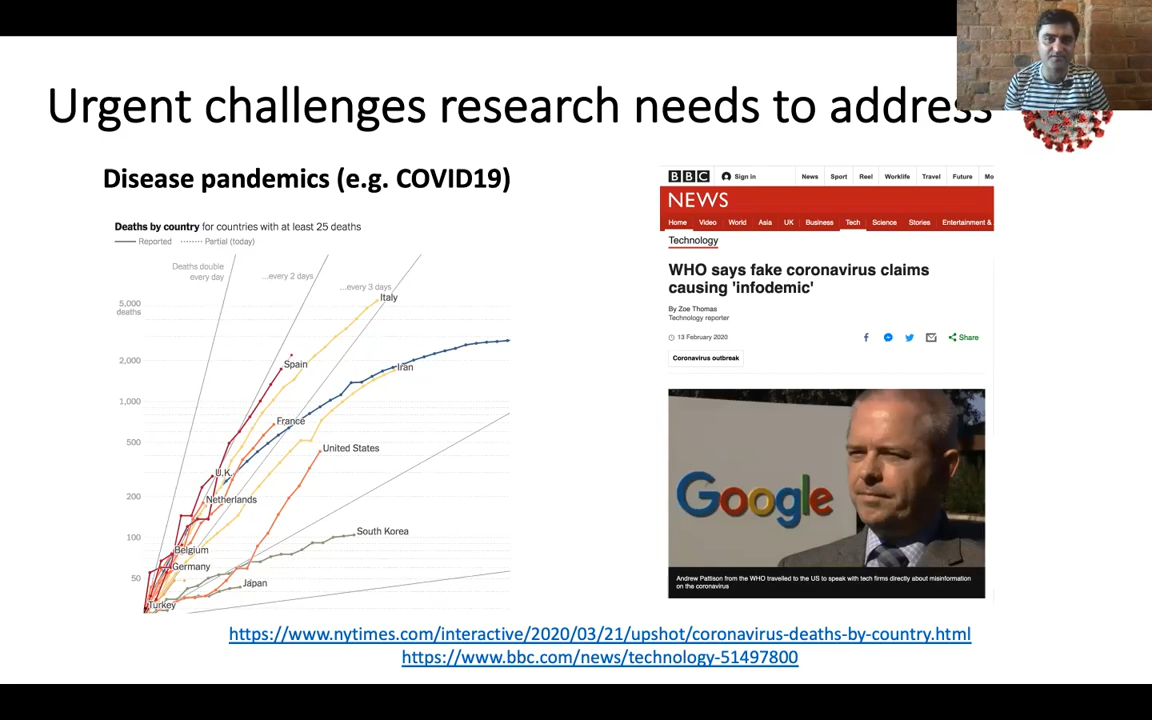 Urgent challenges research needs to address
Disease pandemics (e.g. COVID19)
Deaths by country for countries with at least 25 deaths
Reported Partial (today)
Deaths double
every day
...every 2 days
...every 3 days
5,000
deaths
2,000
1,000
500
200
100
50
Italy
Spain
Iran
France
United States
U.K.
Netherlands
South Korea
Belgium
Germany
Japan
Turkey
BBC Sign in News Sport Reel Worklife Travel Future Mo
NEWS
Home Video World Asia UK Business Tech Science Stories Entertainment &
Technology
WHO says fake coronavirus claims
causing 'infodemic'
By Zoe Thomas
Technology reporter
13 February 2020
Share
Coronavirus outbreak
Google
Andrew Pattison from the WHO travelled to the US to speak with tech firms directly about misinformation
on the coronavirus
https://www.nytimes.com/interactive/2020/03/21/upshot/coronavirus-deaths-by-country.html
https://www.bbc.com/news/technology-51497800